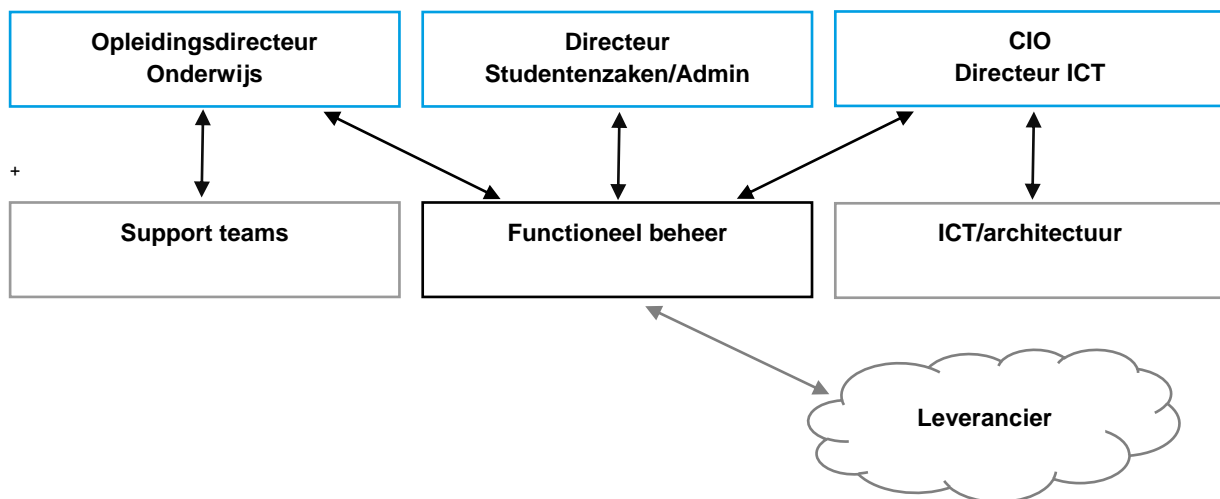 Opleidingsdirecteur
Onderwijs
Directeur
Studentenzaken/Admin
CIO
Directeur ICT
+
Support teams
Functioneel beheer
ICT/architectuur
Leverancier